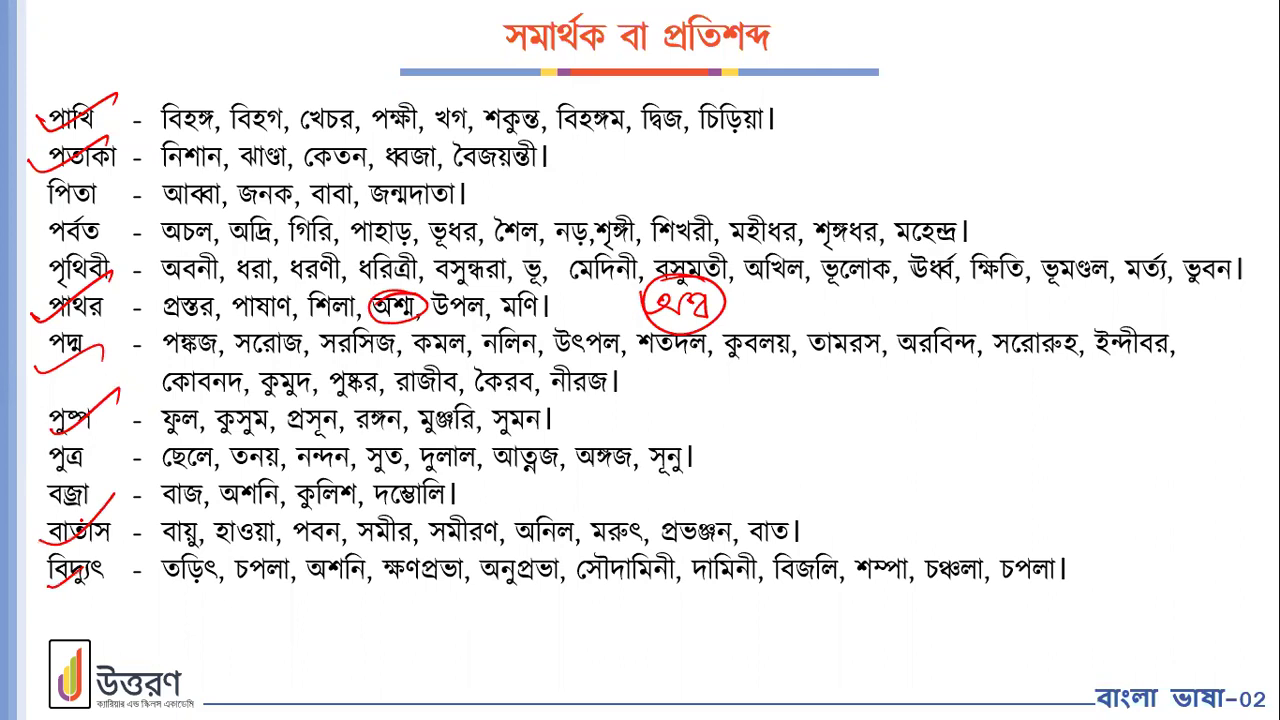 সমার্থক বা প্রতিশব্দ
পাখি - বিহঙ্গ, বিহগ, খেচর, পক্ষী, খগ, শকুন্ত, বিহঙ্গম, দ্বিজ, চিড়িয়া।
পতাকা - নিশান, ঝাণ্ডা, কেতন, ধ্বজা, বৈজয়ন্তী।
পিতা - আব্বা, জনক, বাবা, জন্মদাতা।
পর্বত - অচল, অদ্রি, গিরি, পাহাড়, ভূধর, শৈল, নড়,শৃঙ্গী, শিখরী, মহীধর, শৃঙ্গধর, মহেন্দ্র।
পৃথিবী - অবনী, ধরা, ধরণী, ধরিত্রী, বসুন্ধরা, ভূ, মেদিনী, বসুমতী, অখিল, ভূলোক, ঊর্ধ্ব, ক্ষিতি, ভূমণ্ডল, মর্ত্য, ভুবন।
পাথর - প্রস্তর, পাষাণ, শিলা, অশ্ম, উপল, মণি।
পদ্ম - পঙ্কজ, সরোজ, সরসিজ, কমল, নলিন, উৎপল, শতদল, কুবলয়, তামরস, অরবিন্দ, সরোরুহ, ইন্দীবর,
কোবনদ, কুমুদ, পুষ্কর, রাজীব, কৈরব, নীরজ।
পুষ্প - ফুল, কুসুম, প্রসূন, রঙ্গন, মুঞ্জরি, সুমন।
পুত্র - ছেলে, তনয়, নন্দন, সুত, দুলাল, আত্নজ, অঙ্গজ, সূনু।
বজ্রা - বাজ, অশনি, কুলিশ, দম্ভোলি।
বাতাস - বায়ু, হাওয়া, পবন, সমীর, সমীরণ, অনিল, মরুৎ, প্রভঞ্জন, বাত।
বিদ্যুৎ - তড়িৎ, চপলা, অশনি, ক্ষণপ্রভা, অনুপ্রভা, সৌদামিনী, দামিনী, বিজলি, শম্পা, চঞ্চলা, চপলা।
উত্তরণ
ক্যারিয়ার এন্ড স্কিলস একাডেমি
বাংলা ভাষা-02